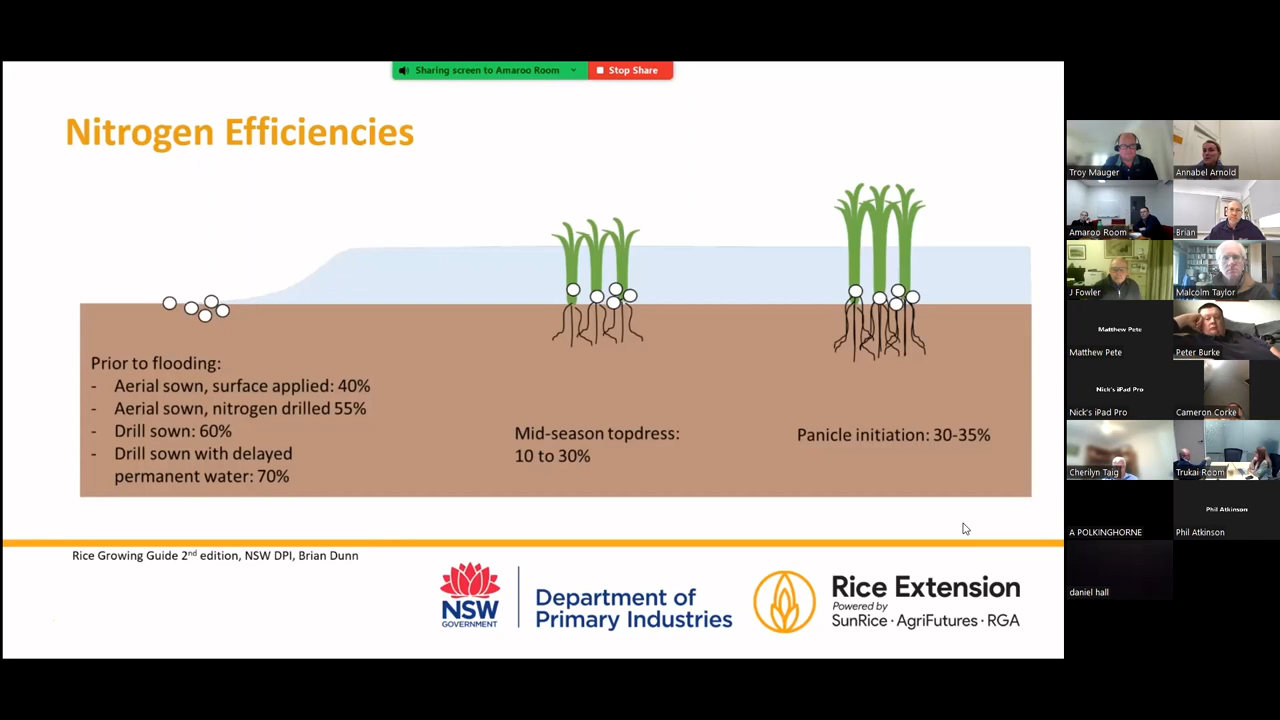 Sharing screen to Amaroo Room
Stop Share
Nitrogen Efficiencies
Prior to flooding:
- Aerial sown, surface applied: 40%
- Aerial sown, nitrogen drilled 55%
- Drill sown: 60%
- Drill sown with delayed
permanent water: 70%
Mid-season topdress:
10 to 30%
Panicle initiation: 30-35%
Rice Growing Guide 2nd edition, NSW DPI, Brian Dunn
NSW
GOVERNMENT
Department of
Primary Industries
Rice Extension
Powered by
SunRice · AgriFutures · RGA
Troy Mauger
Annabel Arnold
Amaroo Room
Brian
J Fowler
Malcolm Taylor
Matthew Pete
Matthew Pete
Peter Burke
Nick's iPad Pro
Nick's iPad Pro
Cameron Corke
Cherilyn Taig
Trukai Room
A POLKINGHORNE
Phil Atkinson
Phil Atkinson
daniel hall